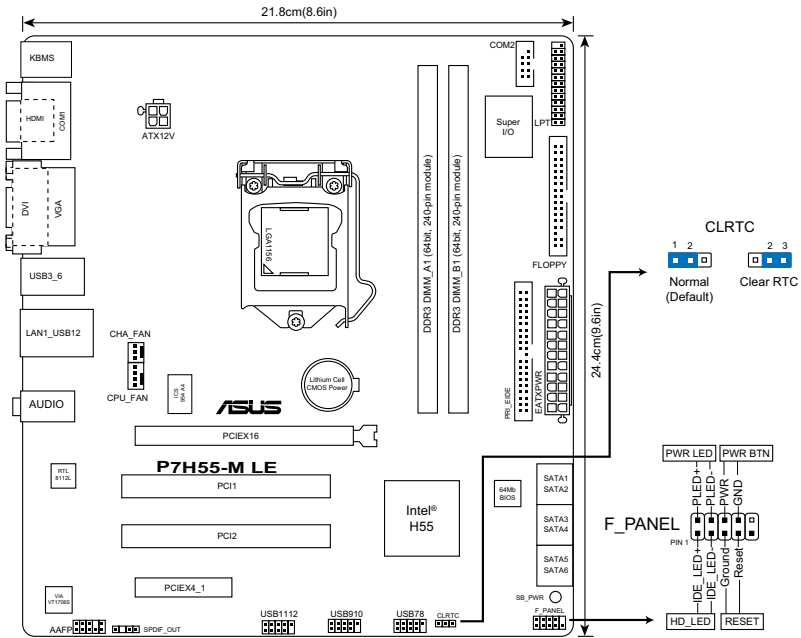 21.8cm(8.6in)
KBMS
COM2
HDMI
COM1
ATX12V
Super
I/O
LPT
DVI
VGA
LGA1156
DDR3 DIMM_A1 (64bit, 240-pin module)
DDR3 DIMM_B1 (64bit, 240-pin module)
FLOPPY
CLRTC
1 2
2 3
Normal
(Default)
Clear RTC
USB3_6
LAN1_USB12
CHA_FAN
CPU_FAN
ICS
954 A4
Lithium Cell
CMOS Power
PRI_EIDE
EATXPWR
24.4cm(9.6in)
AUDIO
ASUS
PCIEX16
P7H55-M LE
RTL
8112L
PCI1
PCI2
Intel®
H55
64Mb
BIOS
SATA1
SATA2
SATA3
SATA4
SATA5
SATA6
PWR LED
PWR BTN
PLED+
PLED-
PWR
GND
F_PANEL
PIN 1
IDE_LED+
IDE_LED-
Ground
Reset
HD_LED
RESET
VIA
VT1708S
PCIEX4_1
SB_PWR
AAFP
SPDIF_OUT
USB1112
USB910
USB78
CLRTC
F_PANEL